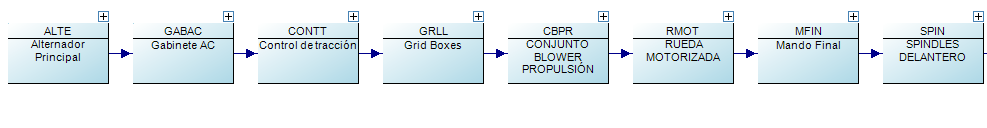 ALTE
Alternador
Principal
GABAC
Gabinete AC
CONTT
Control de tracción
GRLL
Grid Boxes
CBPR
CONJUNTO
BLOWER
PROPULSIÓN
RMOT
RUEDA
MOTORIZADA
MFIN
Mando Final
SPIN
SPINDLES
DELANTERO